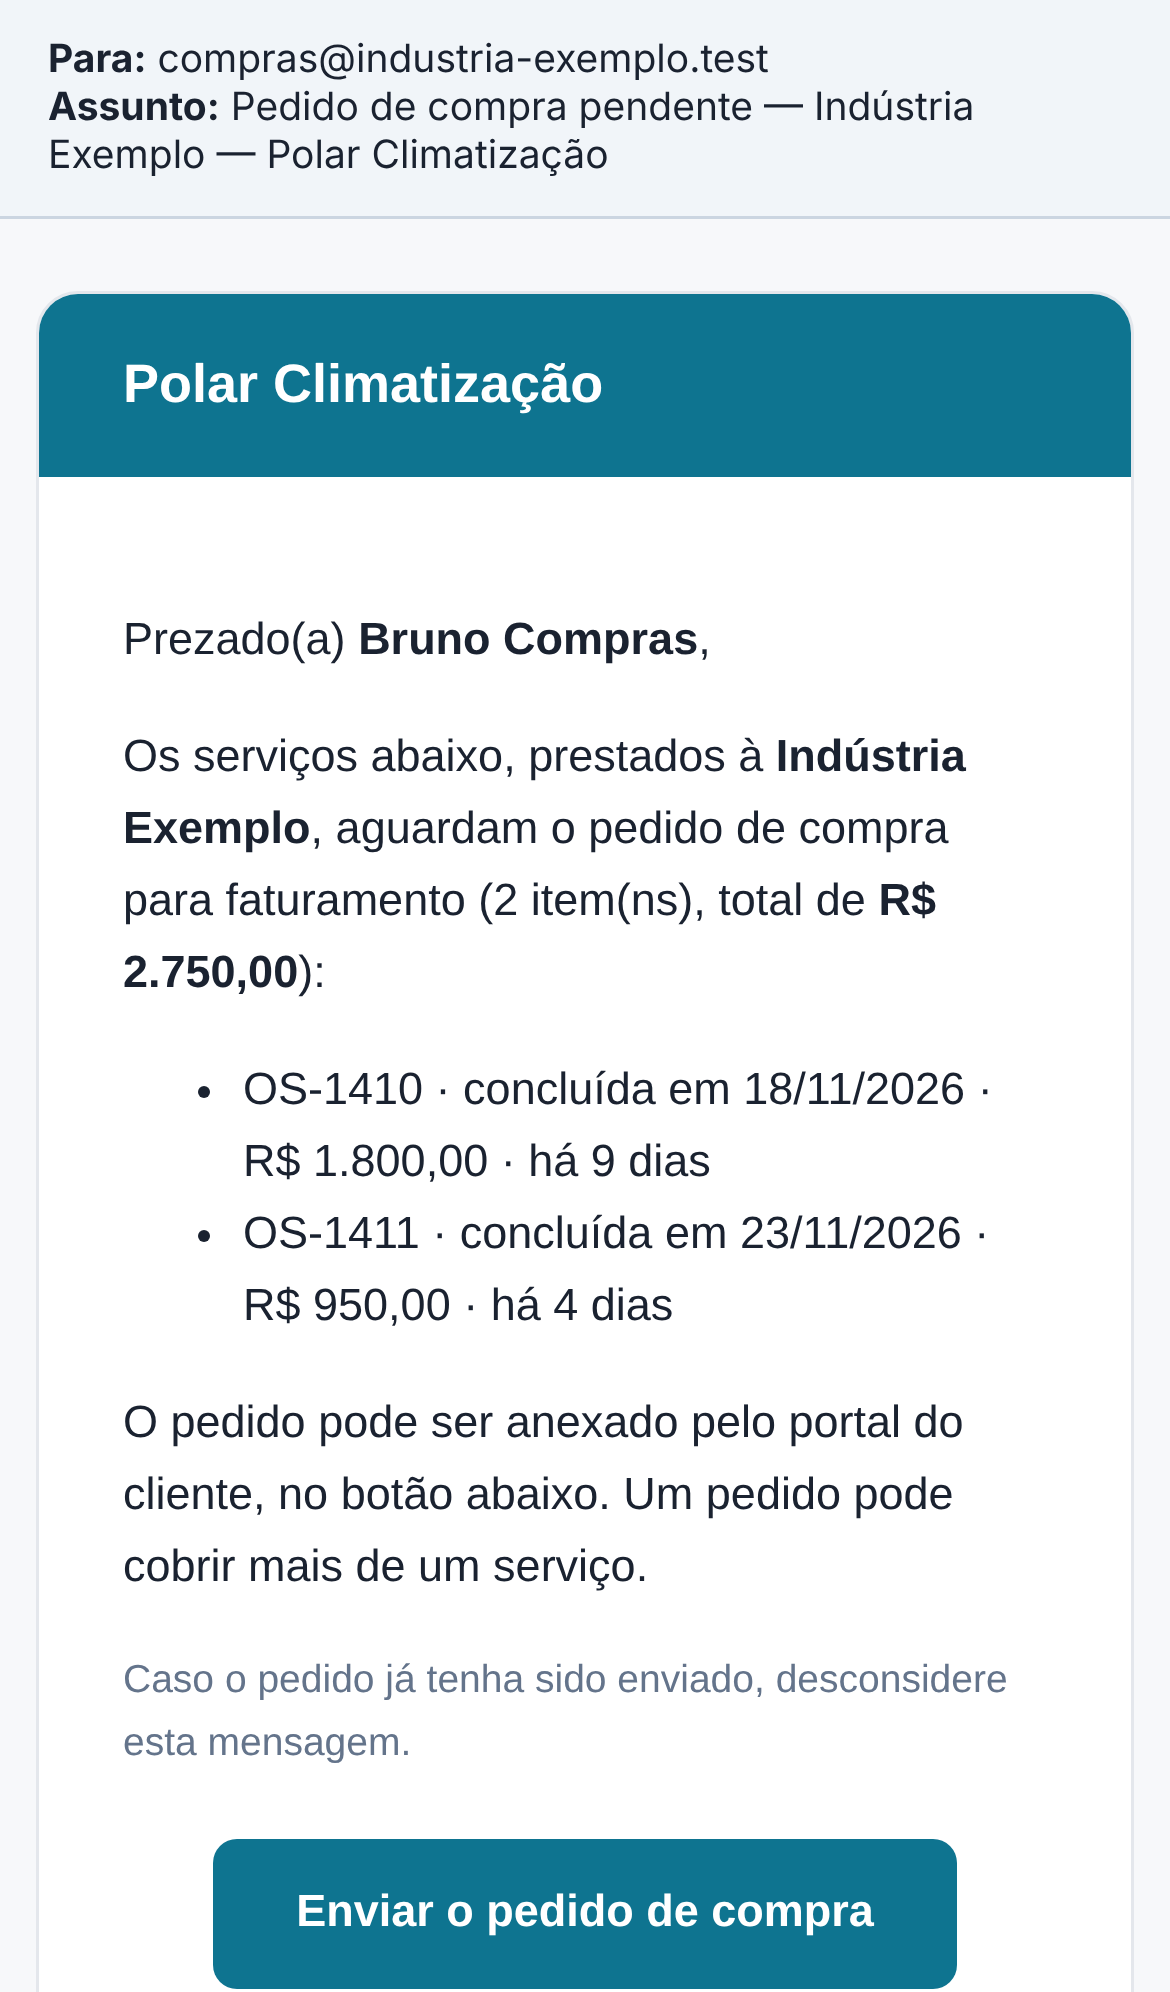 Para: compras@industria-exemplo.test
Assunto: Pedido de compra pendente — Indústria
Exemplo — Polar Climatização
Polar Climatização
Prezado(a) Bruno Compras,
Os serviços abaixo, prestados à Indústria
Exemplo, aguardam o pedido de compra
para faturamento (2 item(ns), total de R$
2.750,00):
• OS-1410 · concluída em 18/11/2026 ·
R$ 1.800,00 · há 9 dias
• OS-1411 · concluída em 23/11/2026 ·
R$ 950,00 · há 4 dias
O pedido pode ser anexado pelo portal do
cliente, no botão abaixo. Um pedido pode
cobrir mais de um serviço.
Caso o pedido já tenha sido enviado, desconsidere
esta mensagem.
Enviar o pedido de compra